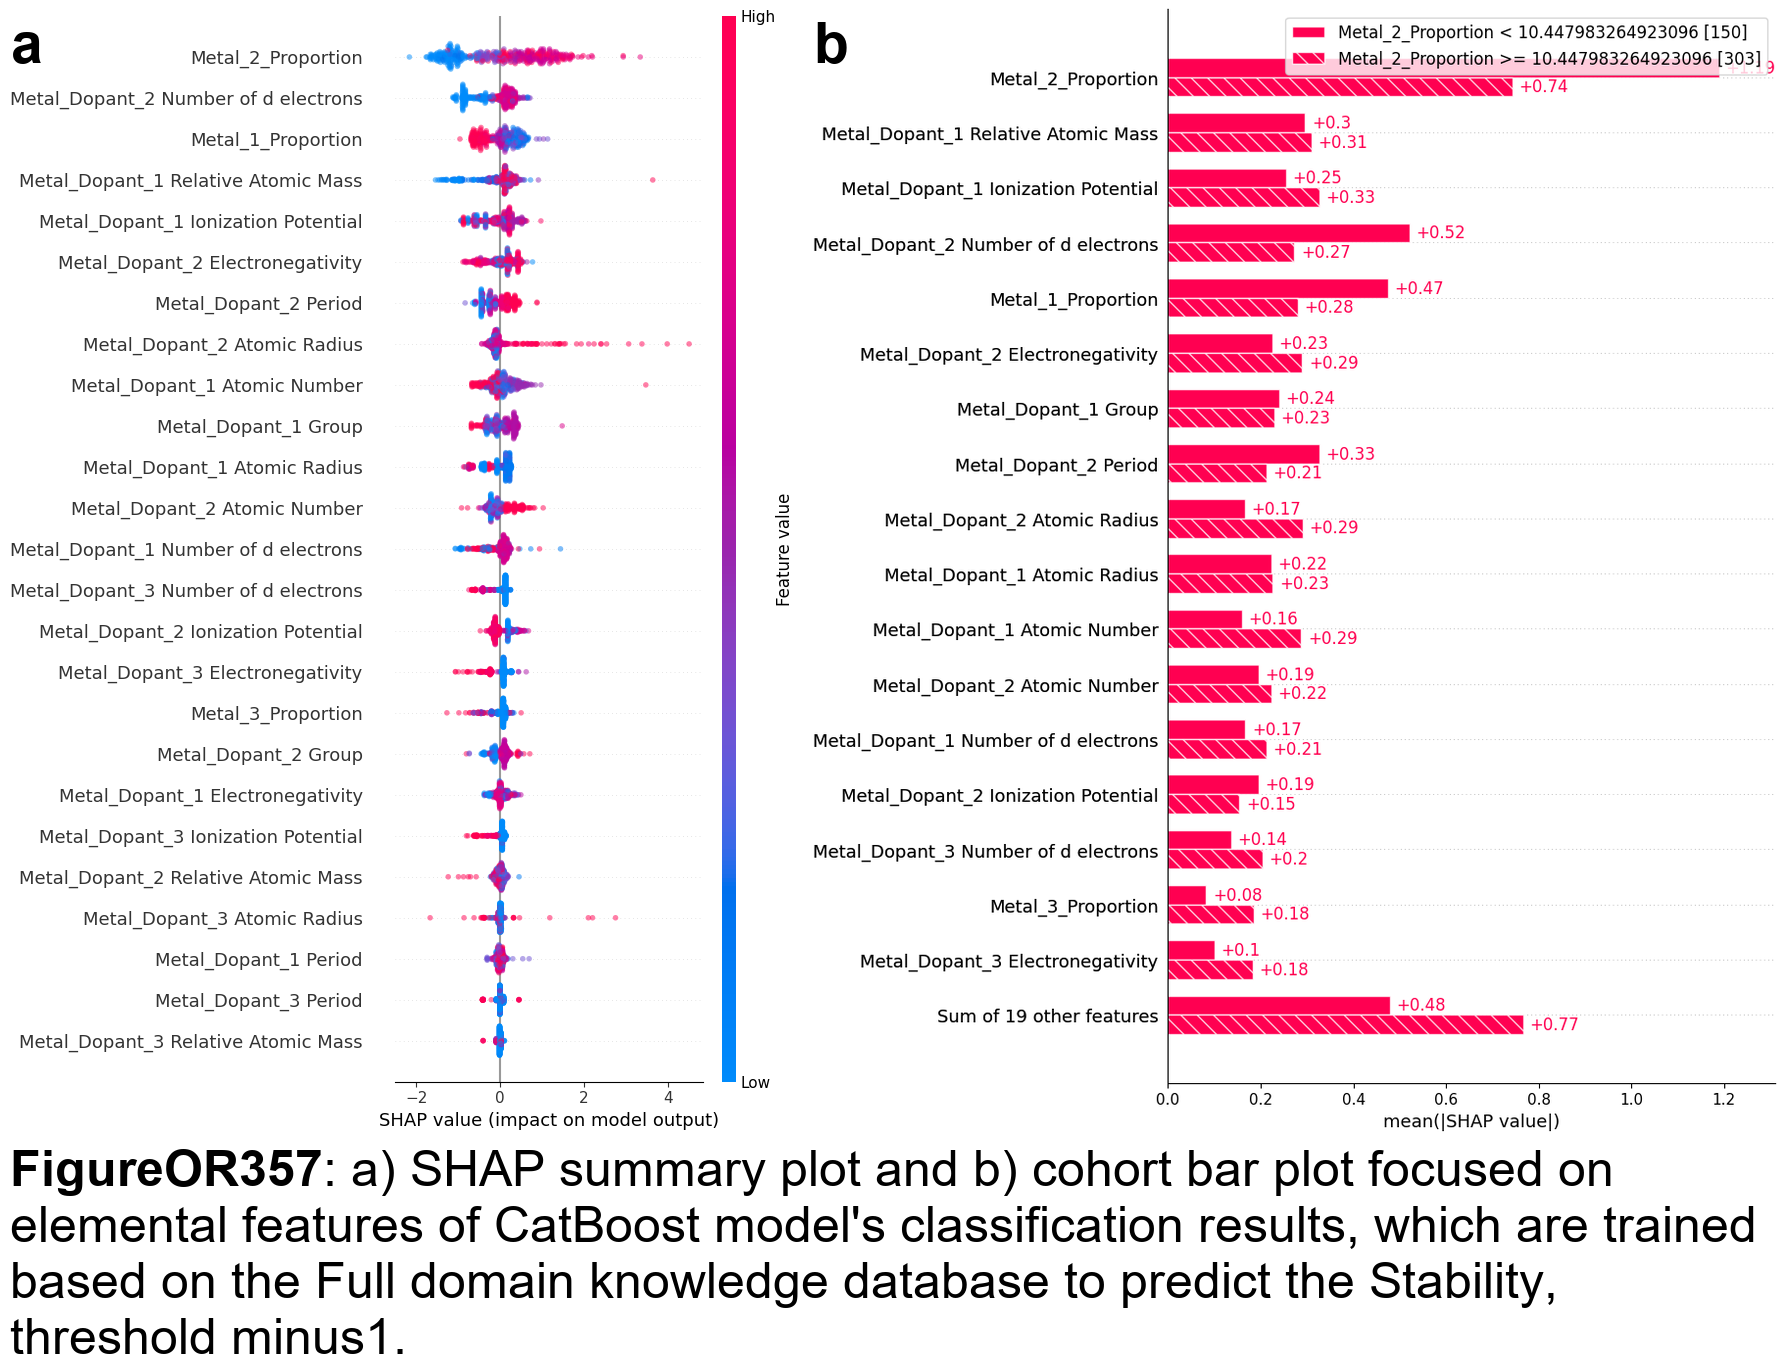 a
Metal_2_Proportion
Metal_Dopant_2 Number of d electrons
Metal_1_Proportion
Metal_Dopant_1 Relative Atomic Mass
Metal_Dopant_1 Ionization Potential
Metal_Dopant_2 Electronegativity
Metal_Dopant_2 Period
Metal_Dopant_2 Atomic Radius
Metal_Dopant_1 Atomic Number
Metal_Dopant_1 Group
Metal_Dopant_1 Atomic Radius
Metal_Dopant_2 Atomic Number
Metal_Dopant_1 Number of d electrons
Metal_Dopant_3 Number of d electrons
Metal_Dopant_2 Ionization Potential
Metal_Dopant_3 Electronegativity
Metal_3_Proportion
Metal_Dopant_2 Group
Metal_Dopant_1 Electronegativity
Metal_Dopant_3 Ionization Potential
Metal_Dopant_2 Relative Atomic Mass
Metal_Dopant_3 Atomic Radius
Metal_Dopant_1 Period
Metal_Dopant_3 Period
Metal_Dopant_3 Relative Atomic Mass
−2 0 2 4
SHAP value (impact on model output)
High
Feature value
Low
b
Metal_2_Proportion < 10.447983264923096 [150]
Metal_2_Proportion >= 10.447983264923096 [303]
Metal_2_Proportion
+1.19
+0.74
Metal_Dopant_1 Relative Atomic Mass
+0.3
+0.31
Metal_Dopant_1 Ionization Potential
+0.25
+0.33
Metal_Dopant_2 Number of d electrons
+0.52
+0.27
Metal_1_Proportion
+0.47
+0.28
Metal_Dopant_2 Electronegativity
+0.23
+0.29
Metal_Dopant_1 Group
+0.24
+0.23
Metal_Dopant_2 Period
+0.33
+0.21
Metal_Dopant_2 Atomic Radius
+0.17
+0.29
Metal_Dopant_1 Atomic Radius
+0.22
+0.23
Metal_Dopant_1 Atomic Number
+0.16
+0.29
Metal_Dopant_2 Atomic Number
+0.19
+0.22
Metal_Dopant_1 Number of d electrons
+0.17
+0.21
Metal_Dopant_2 Ionization Potential
+0.19
+0.15
Metal_Dopant_3 Number of d electrons
+0.14
+0.2
Metal_3_Proportion
+0.08
+0.18
Metal_Dopant_3 Electronegativity
+0.1
+0.18
Sum of 19 other features
+0.48
+0.77
0.0 0.2 0.4 0.6 0.8 1.0 1.2
mean(|SHAP value|)
FigureOR357: a) SHAP summary plot and b) cohort bar plot focused on
elemental features of CatBoost model's classification results, which are trained
based on the Full domain knowledge database to predict the Stability,
threshold minus1.